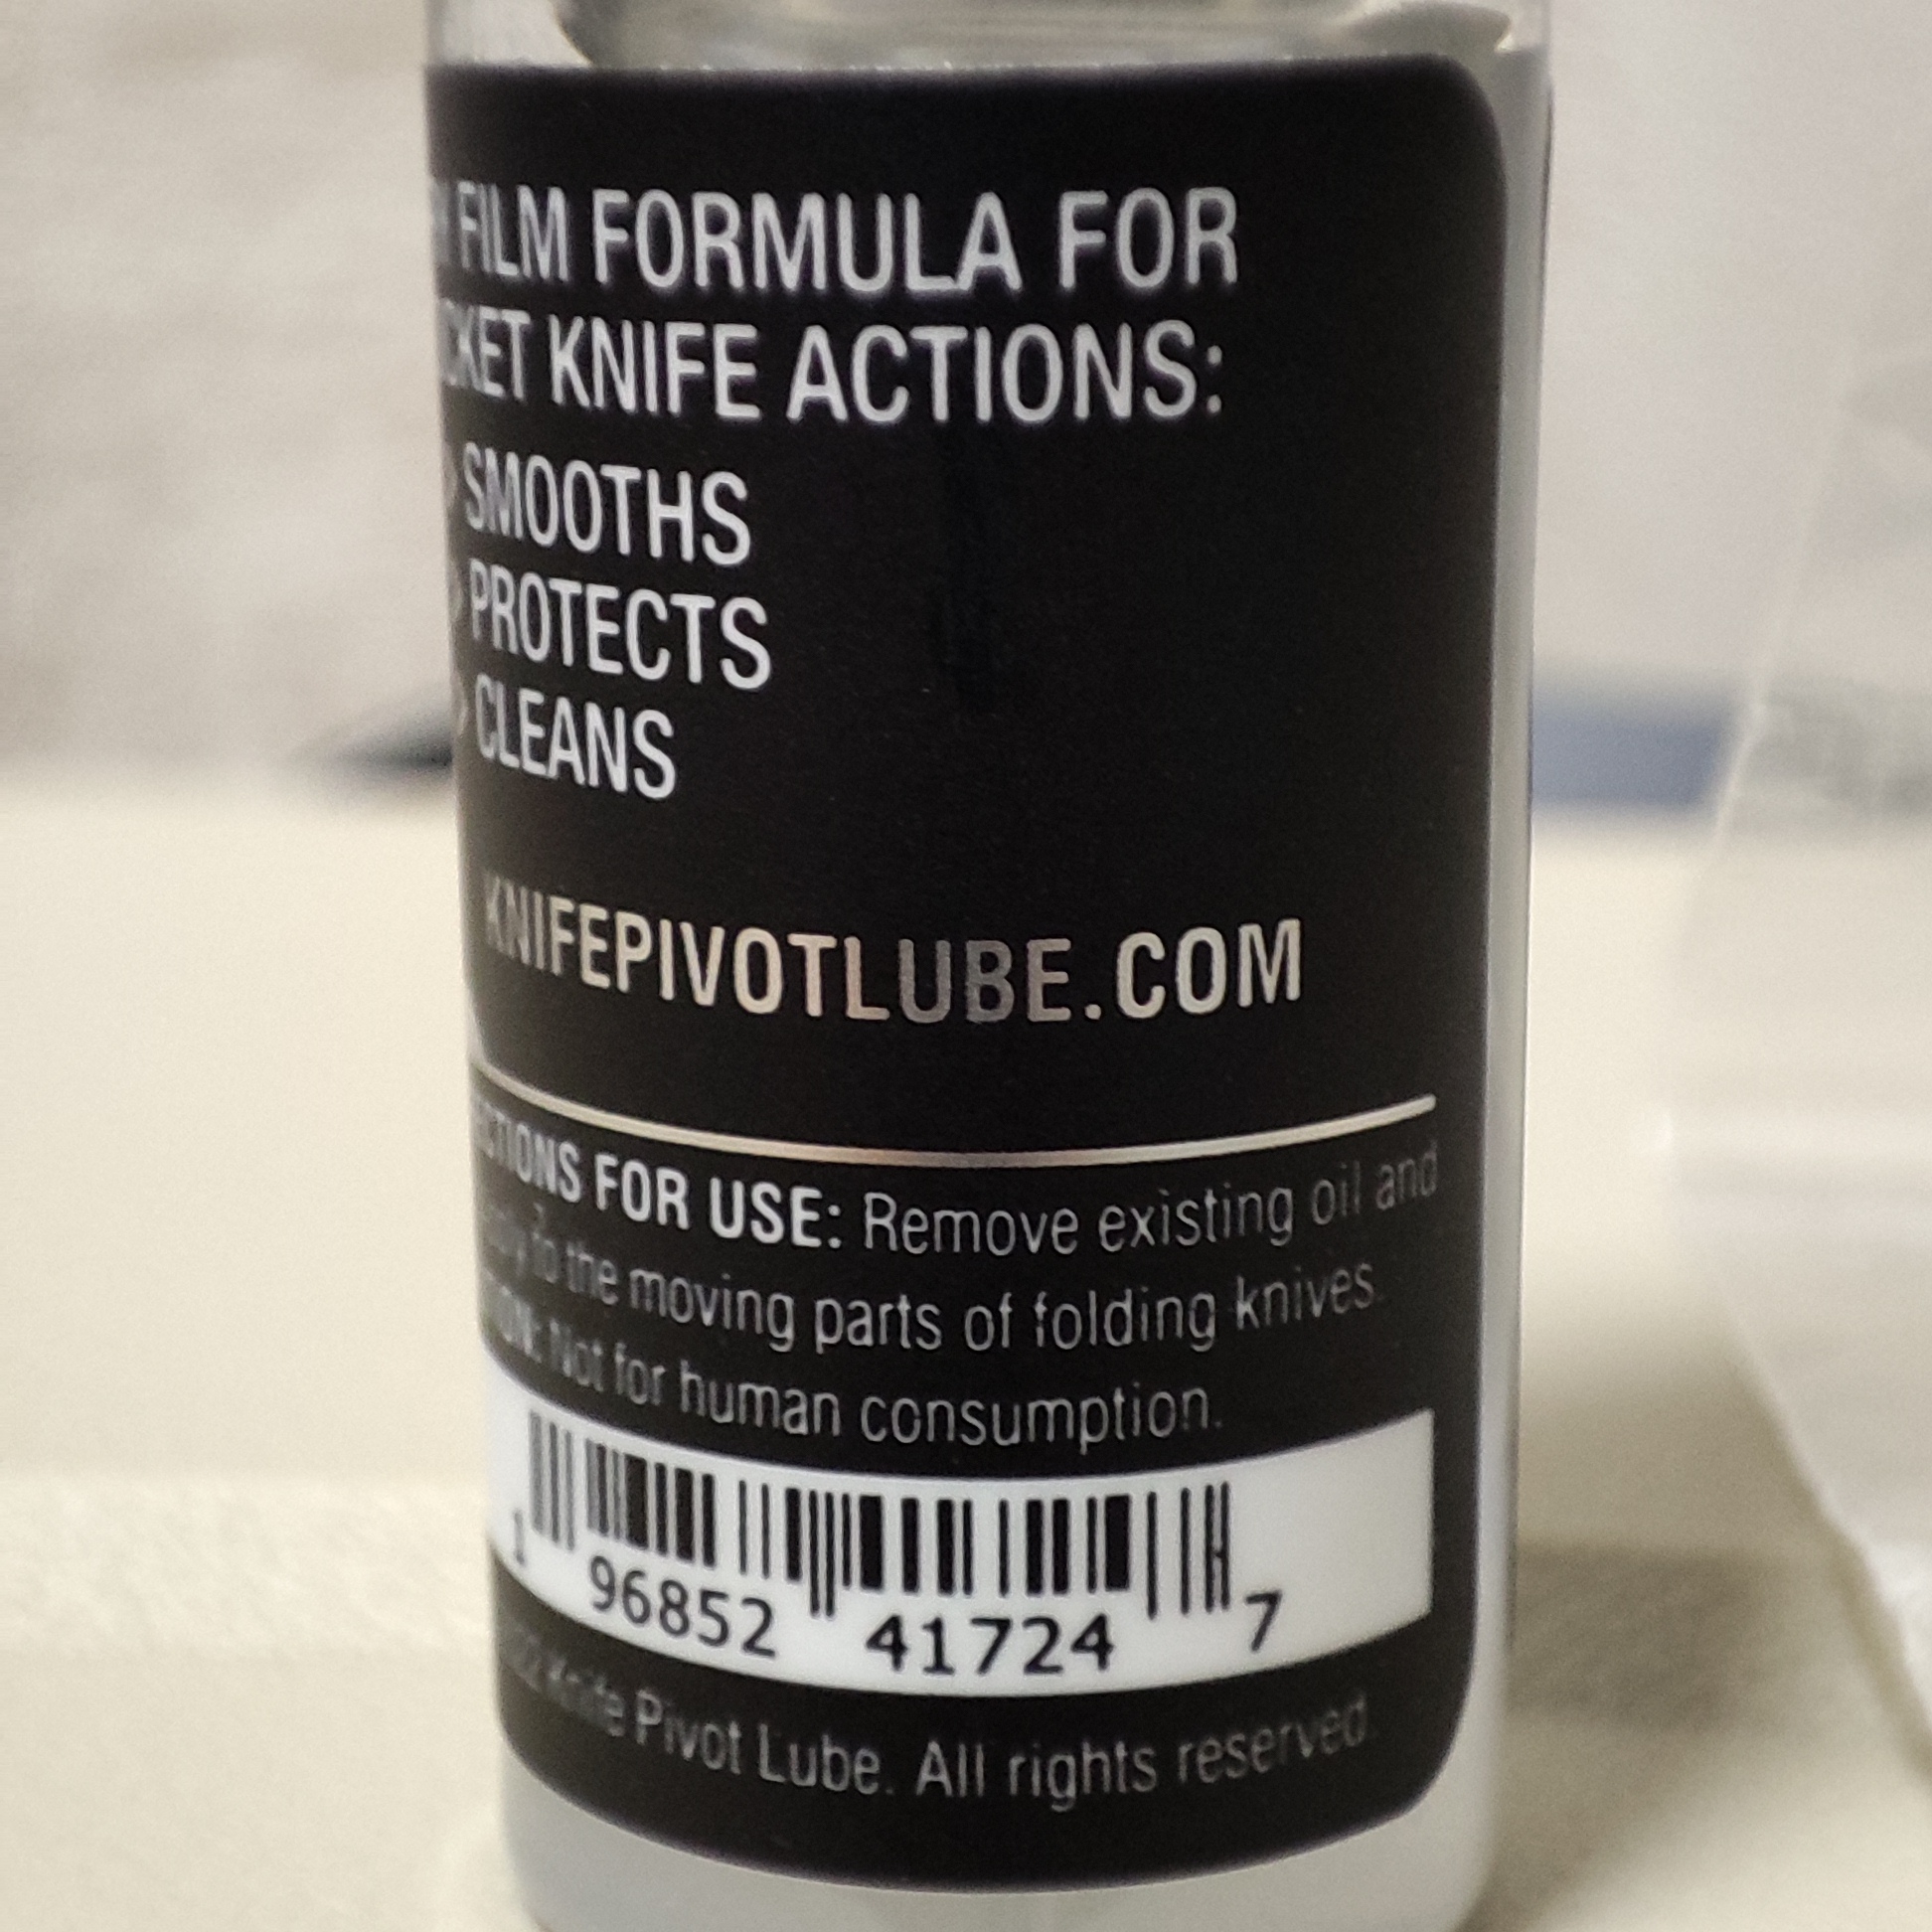 FILM FORMULA FOR
KNIFE ACTIONS:
SMOOTHS
PROTECTS
CLEANS
KNIFEPIVOTLUBE.COM
FOR USE: Remove existing oil and
to the moving parts of folding knives.
Not for human consumption.
1 96852 41724 7
Knife Pivot Lube. All rights reserved.